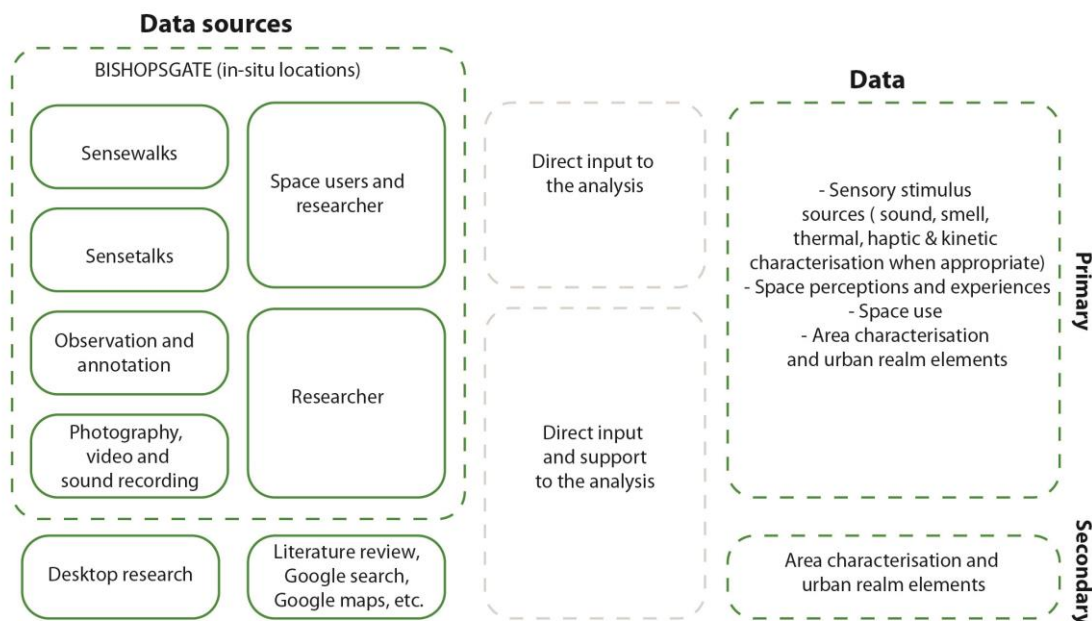 Data sources
BISHOPSGATE (in-situ locations)
Sensewalks
Sensetalks
Observation and
annotation
Photography,
video and
sound recording
Space users and
researcher
Researcher
Desktop research
Literature review,
Google search,
Google maps, etc.
Direct input to
the analysis
Direct input
and support
to the analysis
Data
- Sensory stimulus
sources ( sound, smell,
thermal, haptic & kinetic
characterisation when appropriate)
- Space perceptions and experiences
- Space use
- Area characterisation
and urban realm elements
Primary
Area characterisation and
urban realm elements
Secondary